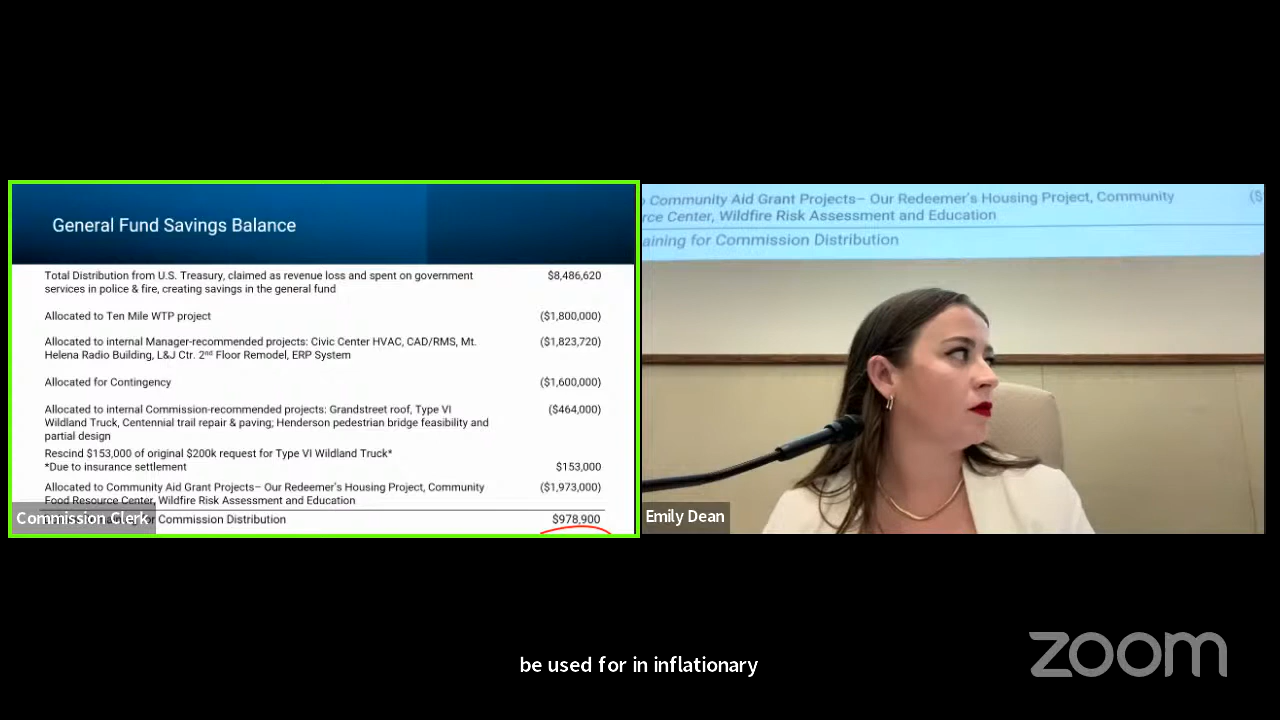 General Fund Savings Balance
Total Distribution from U.S. Treasury, claimed as revenue loss and spent on government $8,486,620
services in police & fire, creating savings in the general fund
Allocated to Ten Mile WTP project ($1,800,000)
Allocated to internal Manager-recommended projects: Civic Center HVAC, CAD/RMS, Mt. ($1,823,720)
Helena Radio Building, L&J Ctr. 2nd Floor Remodel, ERP System
Allocated for Contingency ($1,600,000)
Allocated to internal Commission-recommended projects: Grandstreet roof, Type VI ($464,000)
Wildland Truck, Centennial trail repair & paving; Henderson pedestrian bridge feasibility and
partial design
Rescind $153,000 of original $200k request for Type VI Wildland Truck*
*Due to insurance settlement $153,000
Allocated to Community Aid Grant Projects– Our Redeemer's Housing Project, Community ($1,973,000)
Food Resource Center, Wildfire Risk Assessment and Education
Commission Distribution $978,900
Commission Clerk
Community Aid Grant Projects– Our Redeemer's Housing Project, Community
Center, Wildfire Risk Assessment and Education
for Commission Distribution
Emily Dean
be used for in inflationary
zoom